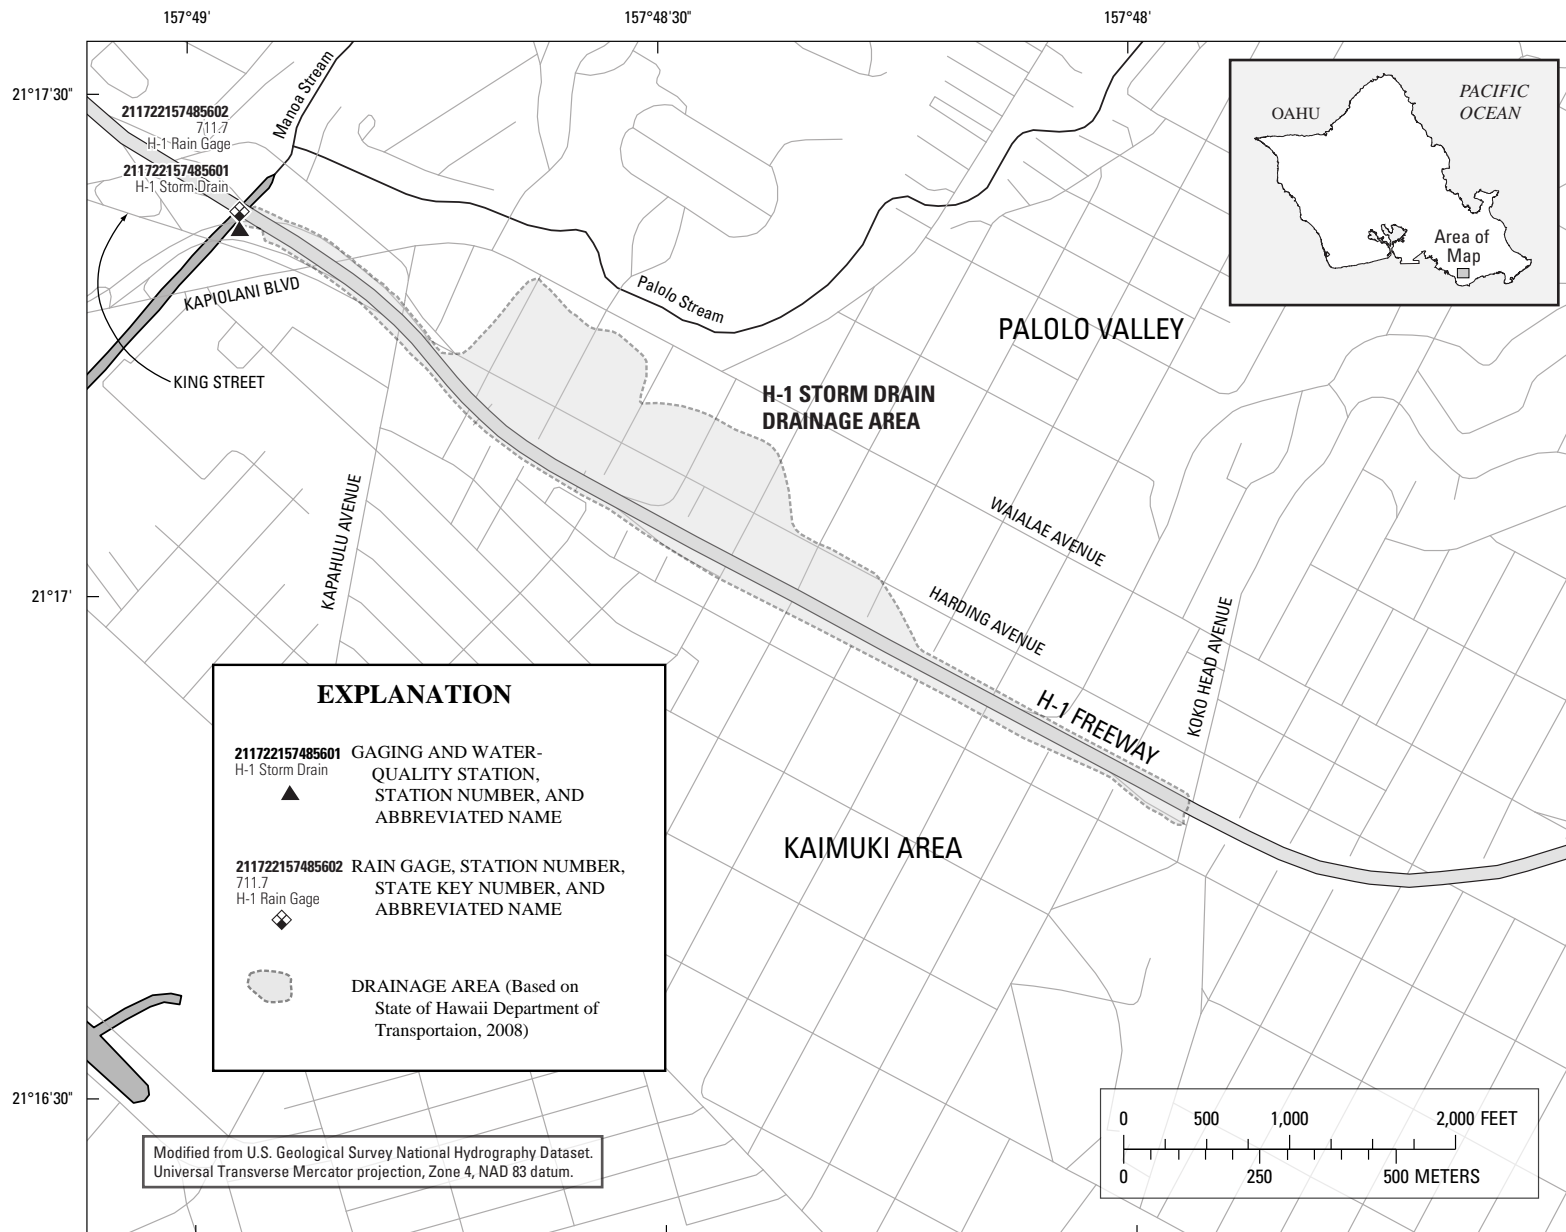 157°49'
157°48'30"
157°48'
21°17'30"
21°17'
21°16'30"
211722157485602
711.7
H-1 Rain Gage
211722157485601
H-1 Storm Drain
Manoa Stream
Palolo Stream
KAPIOLANI BLVD
KING STREET
KAPAHULU AVENUE
H-1 STORM DRAIN
DRAINAGE AREA
PALOLO VALLEY
WAIALAE AVENUE
HARDING AVENUE
KOKO HEAD AVENUE
H-1 FREEWAY
KAIMUKI AREA
OAHU
PACIFIC
OCEAN
Area of
Map
EXPLANATION
211722157485601
H-1 Storm Drain
GAGING AND WATER-
QUALITY STATION,
STATION NUMBER, AND
ABBREVIATED NAME
211722157485602
711.7
H-1 Rain Gage
RAIN GAGE, STATION NUMBER,
STATE KEY NUMBER, AND
ABBREVIATED NAME
DRAINAGE AREA (Based on
State of Hawaii Department of
Transportaion, 2008)
Modified from U.S. Geological Survey National Hydrography Dataset.
Universal Transverse Mercator projection, Zone 4, NAD 83 datum.
0 500 1,000 2,000 FEET
0 250 500 METERS